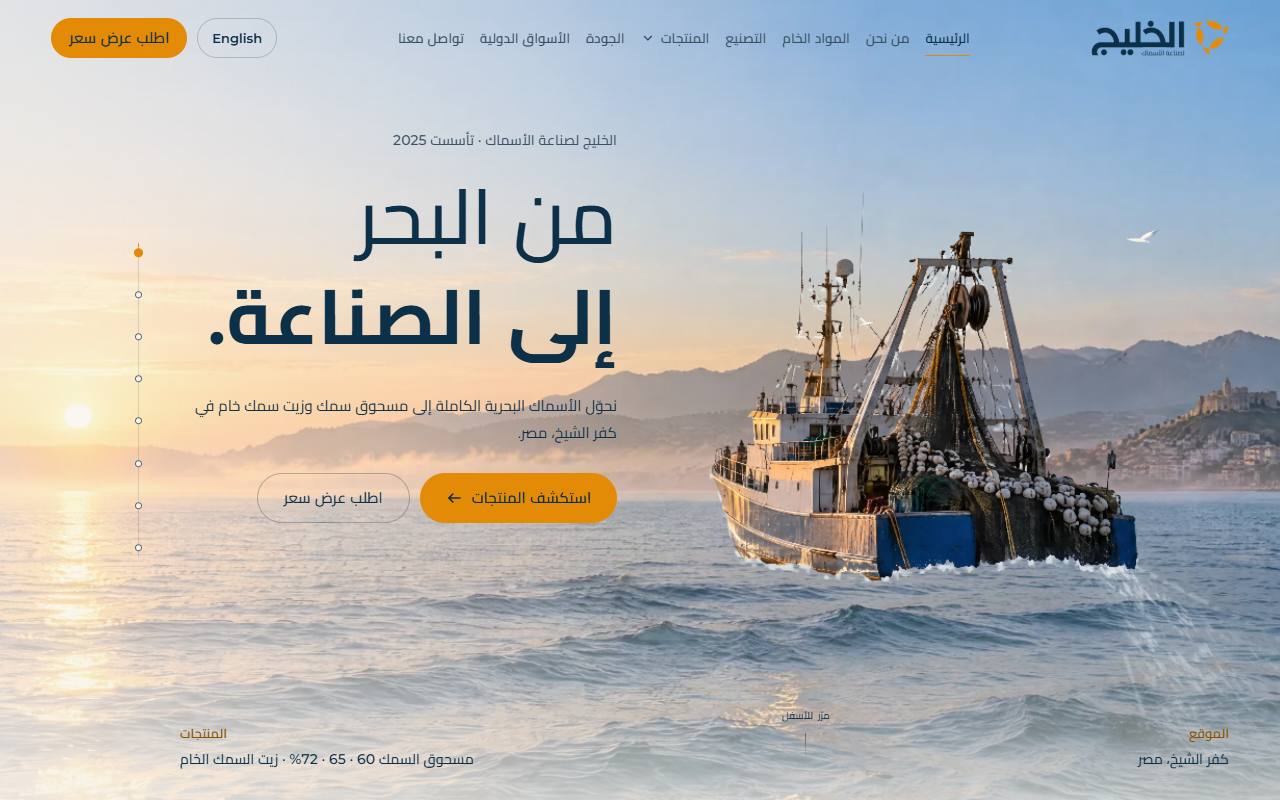 الخليج
لصناعة الأسماك
الرئيسية
من نحن
المواد الخام
التصنيع
المنتجات
الجودة
الأسواق الدولية
تواصل معنا
English
اطلب عرض سعر
الخليج لصناعة الأسماك · تأسست 2025
من البحر
إلى الصناعة.
نحوّل الأسماك البحرية الكاملة إلى مسحوق سمك وزيت سمك خام في
كفر الشيخ، مصر.
استكشف المنتجات ←
اطلب عرض سعر
مرّر للأسفل
الموقع
كفر الشيخ، مصر
المنتجات
مسحوق السمك 60 · 65 · 72% · زيت السمك الخام